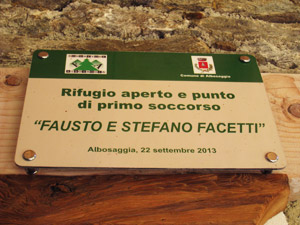 Comune di Albosaggia
Rifugio aperto e punto
di primo soccorso
“FAUSTO E STEFANO FACETTI”
Albosaggia, 22 settembre 2013